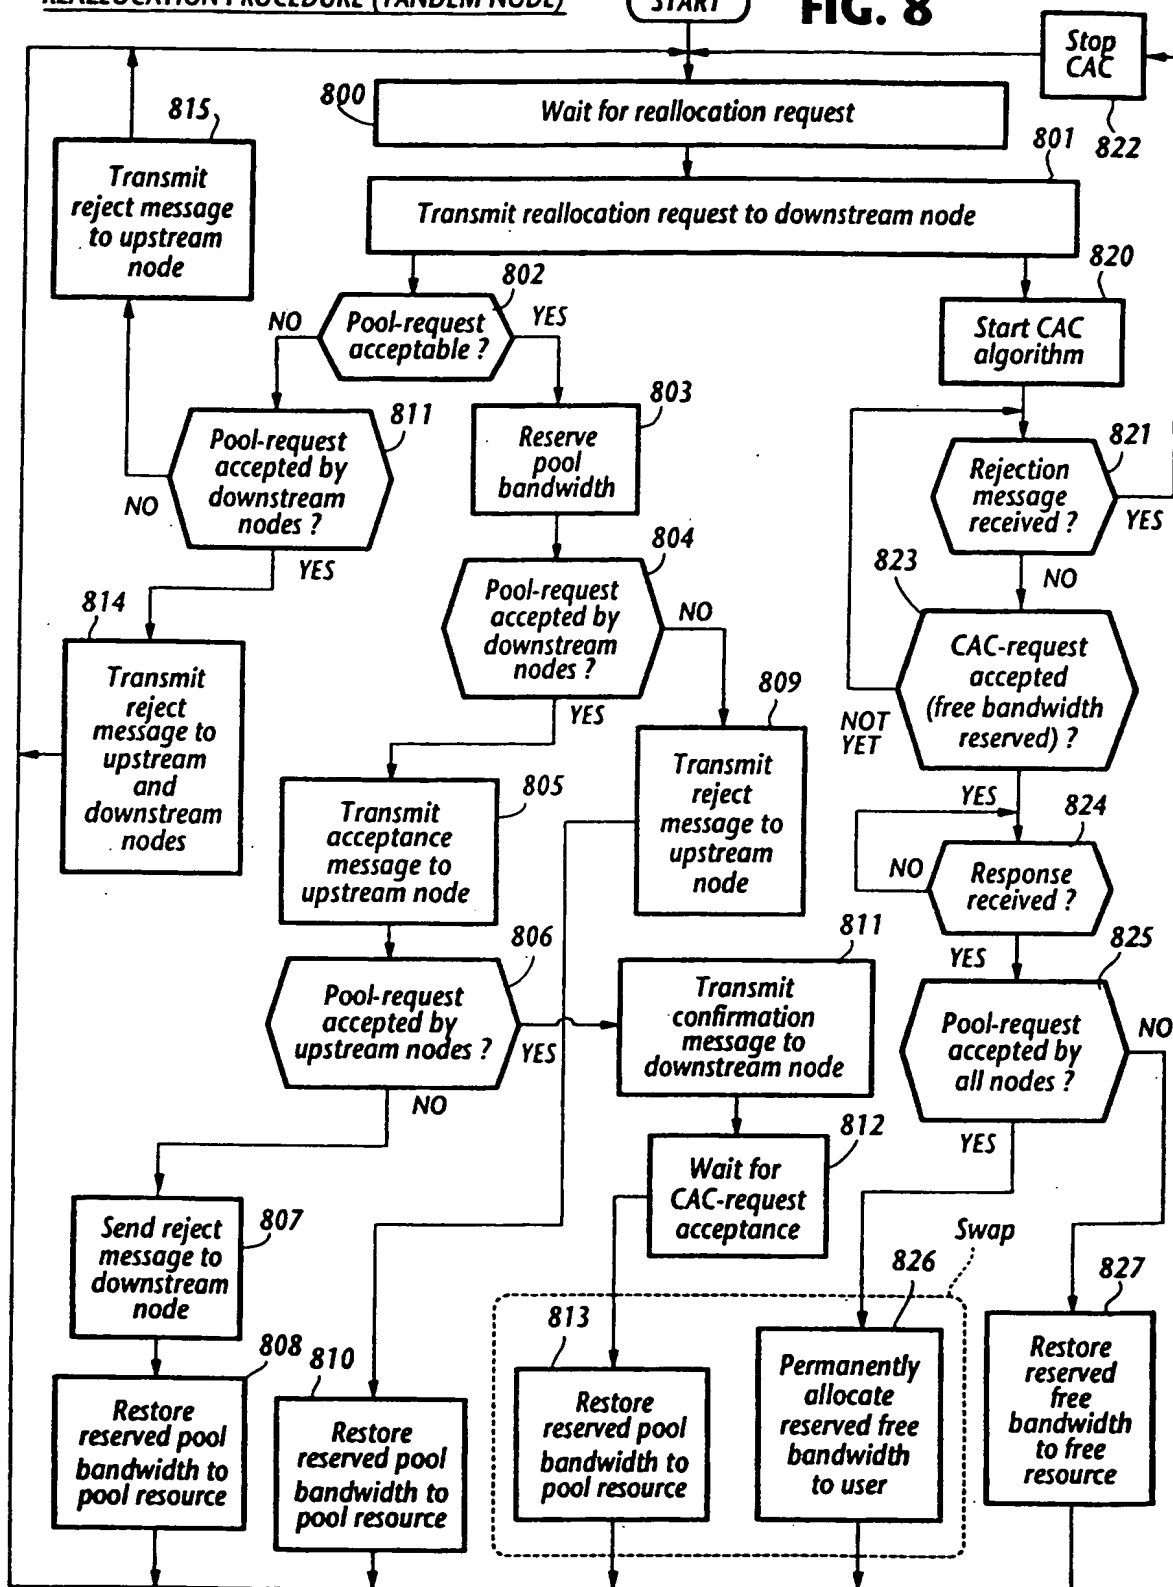 REALLOCATION PROCEDURE (TANDEM NODE)
START
FIG. 8
Stop
CAC
822
800
Wait for reallocation request
815
Transmit
reject message
to upstream
node
801
Transmit reallocation request to downstream node
802
NO
Pool-request
acceptable ?
YES
820
Start CAC
algorithm
811
Pool-request
accepted by
downstream
nodes ?
NO
YES
803
Reserve
pool
bandwidth
821
Rejection
message
received ?
YES
NO
804
Pool-request
accepted by
downstream
nodes ?
NO
YES
823
CAC-request
accepted
(free bandwidth
reserved) ?
NOT
YET
YES
814
Transmit
reject
message to
upstream
and
downstream
nodes
809
Transmit
reject
message to
upstream
node
805
Transmit
acceptance
message to
upstream node
824
NO
Response
received ?
YES
806
Pool-request
accepted by
upstream nodes ?
YES
NO
811
Transmit
confirmation
message to
downstream node
825
Pool-request
accepted by
all nodes ?
NO
YES
812
Wait for
CAC-request
acceptance
807
Send reject
message to
downstream
node
Swap
808
Restore
reserved pool
bandwidth to
pool resource
810
Restore
reserved pool
bandwidth to
pool resource
813
Restore
reserved pool
bandwidth to
pool resource
826
Permanently
allocate
reserved free
bandwidth
to user
827
Restore
reserved
free
bandwidth
to free
resource